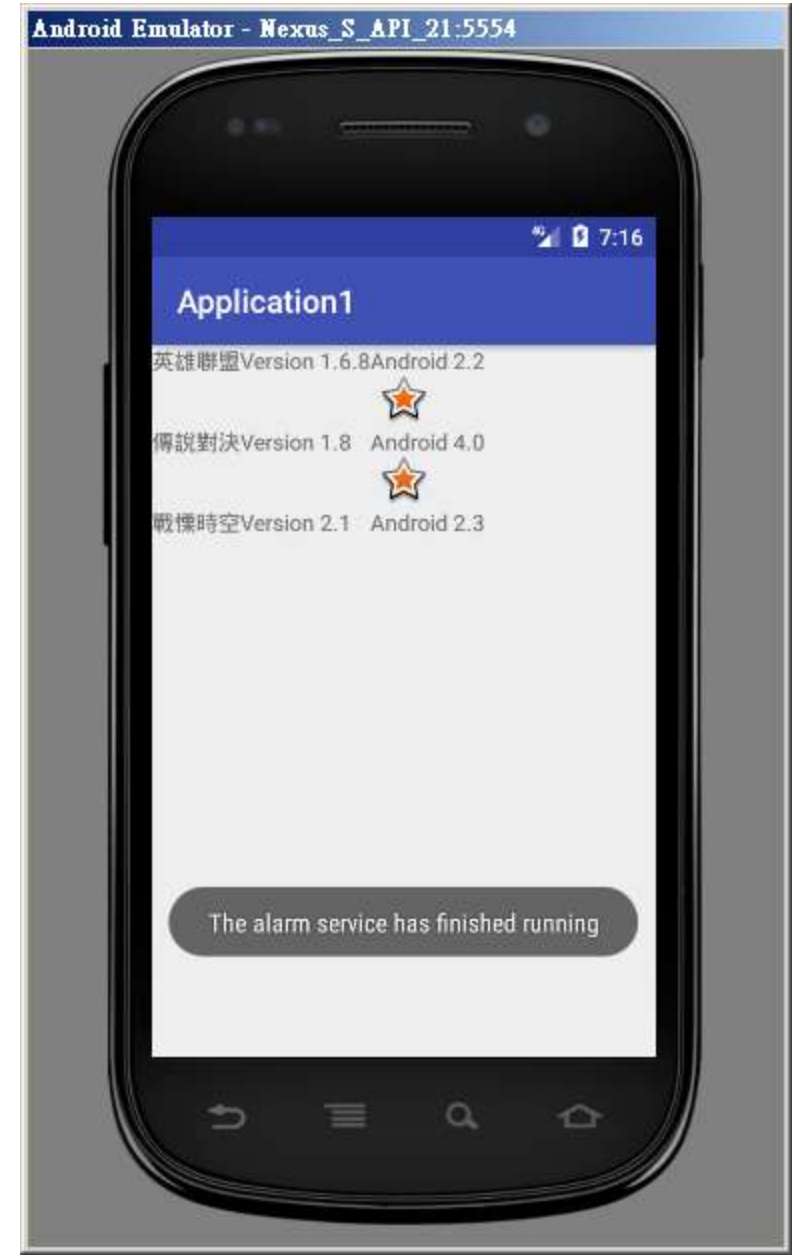 Android Emulator - Nexus_S_API_21:5554
4G 7:16
Application1
英雄聯盟Version 1.6.8Android 2.2
傳說對決Version 1.8 Android 4.0
戰慄時空Version 2.1 Android 2.3
The alarm service has finished running